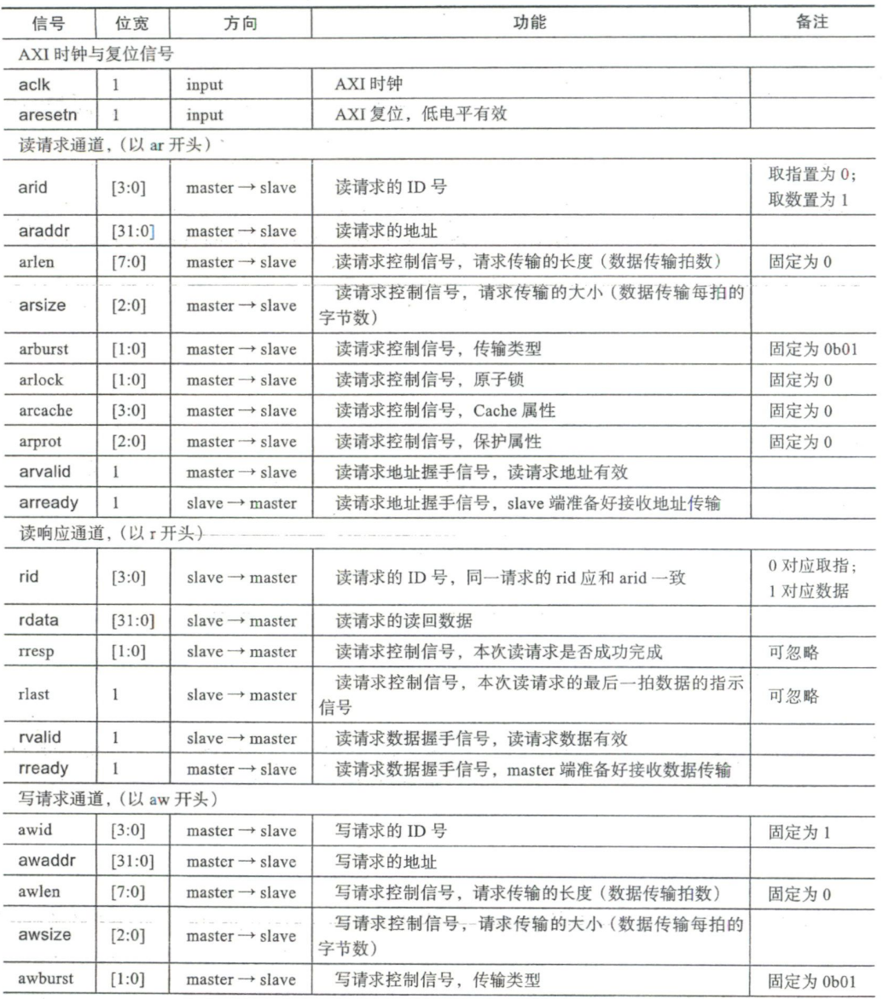 信号 位宽 方向 功能 备注
AXI 时钟与复位信号
aclk 1 input AXI 时钟
aresetn 1 input AXI 复位，低电平有效
读请求通道，（以 ar 开头）
arid [3:0] master → slave 读请求的 ID 号 取指置为 0；
取数置为 1
araddr [31:0] master → slave 读请求的地址
arlen [7:0] master → slave 读请求控制信号，请求传输的长度（数据传输拍数） 固定为 0
arsize [2:0] master → slave 读请求控制信号，请求传输的大小（数据传输每拍的
字节数）
arburst [1:0] master → slave 读请求控制信号，传输类型 固定为 0b01
arlock [1:0] master → slave 读请求控制信号，原子锁 固定为 0
arcache [3:0] master → slave 读请求控制信号，Cache 属性 固定为 0
arprot [2:0] master → slave 读请求控制信号，保护属性 固定为 0
arvalid 1 master → slave 读请求地址握手信号，读请求地址有效
arready 1 slave → master 读请求地址握手信号，slave 端准备好接收地址传输
读响应通道，（以 r 开头）
rid [3:0] slave → master 读请求的 ID 号，同一请求的 rid 应和 arid 一致 0 对应取指；
1 对应数据
rdata [31:0] slave → master 读请求的读回数据
rresp [1:0] slave → master 读请求控制信号，本次读请求是否成功完成 可忽略
rlast 1 slave → master 读请求控制信号，本次读请求的最后一拍数据的指示
信号 可忽略
rvalid 1 slave → master 读请求数据握手信号，读请求数据有效
rready 1 master → slave 读请求数据握手信号，master 端准备好接收数据传输
写请求通道，（以 aw 开头）
awid [3:0] master → slave 写请求的 ID 号 固定为 1
awaddr [31:0] master → slave 写请求的地址
awlen [7:0] master → slave 写请求控制信号，请求传输的长度（数据传输拍数） 固定为 0
awsize [2:0] master → slave 写请求控制信号，请求传输的大小（数据传输每拍的
字节数）
awburst [1:0] master → slave 写请求控制信号，传输类型 固定为 0b01